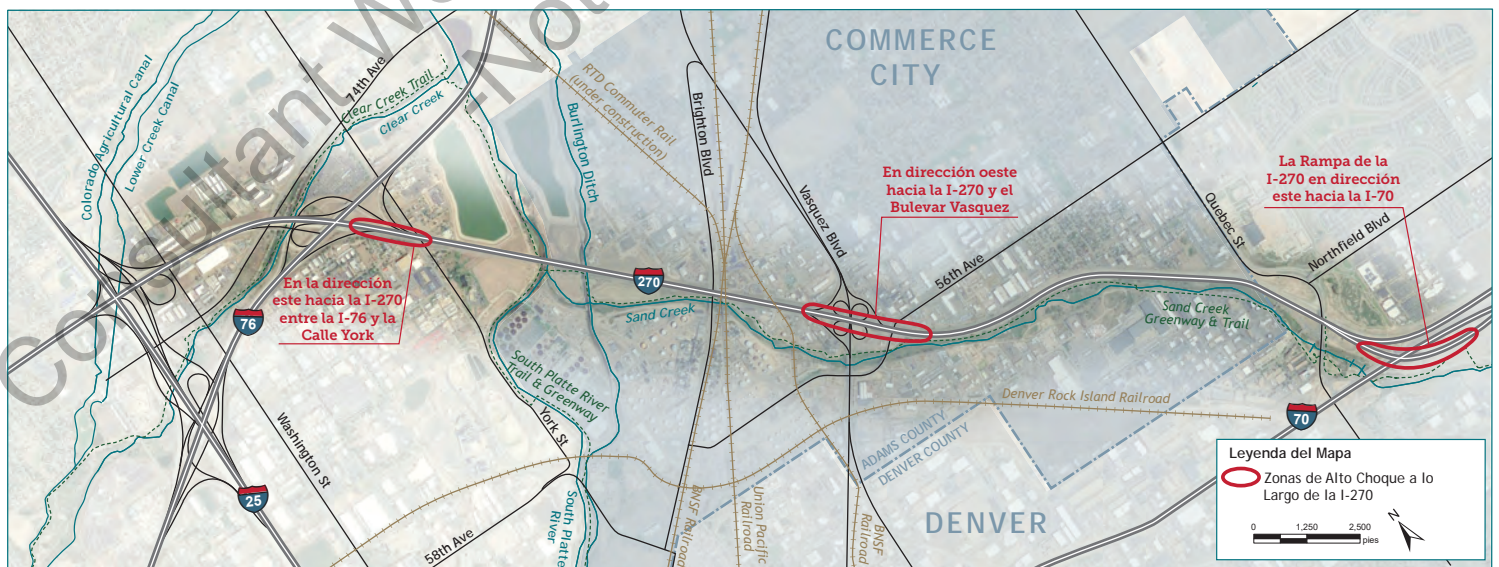 Consultant W
-Not
COMMERCE
CITY
Colorado Agricultural Canal
Lower Creek Canal
74th Ave
Clear Creek Trail
Clear Creek
RTD Commuter Rail
(under construction)
Burlington Ditch
Brighton Blvd
Vasquez Blvd
En dirección oeste
hacia la I-270 y el
Bulevar Vasquez
La Rampa de la
I-270 en dirección
este hacia la I-70
Quebec St
Northfield Blvd
56th Ave
En la dirección
este hacia la I-270
entre la I-76 y la
Calle York
76
270
Sand Creek
Sand Creek
Greenway & Trail
South Platte River
Trail & Greenway
Washington St
York St
Denver Rock Island Railroad
70
ADAMS COUNTY
DENVER COUNTY
25
58th Ave
South Platte
River
BNSF Railroad
Union Pacific
Railroad
BNSF
Railroad
DENVER
Leyenda del Mapa
Zonas de Alto Choque a lo
Largo de la I-270
0 1,250 2,500
pies
N